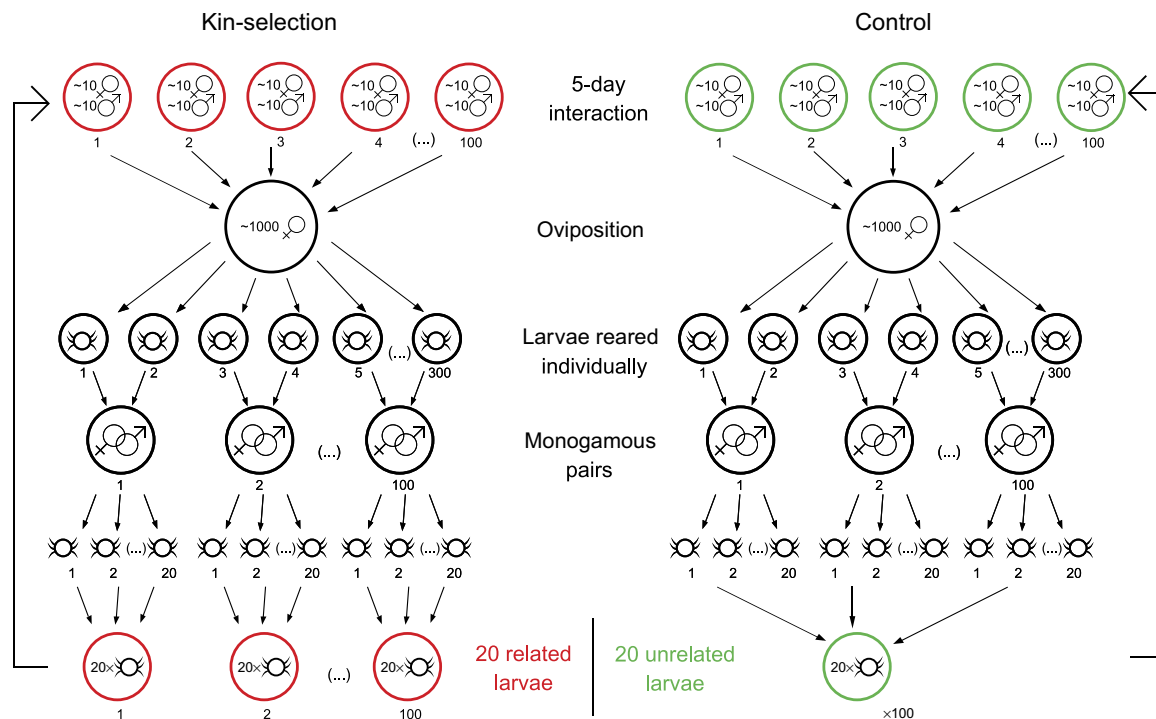 Kin-selection
Control
~10 ~10 ~10 ~10 ~10
~10 ~10 ~10 ~10 ~10
1 2 3 4 (...) 100
5-day
interaction
~10 ~10 ~10 ~10 ~10
~10 ~10 ~10 ~10 ~10
1 2 3 4 (...) 100
~1000
Oviposition
~1000
(...)
1 2 3 4 5 300
Larvae reared
individually
(...)
1 2 3 4 5 300
(...)
1 2 100
Monogamous
pairs
(...)
1 2 100
(...) (...) (...)
1 2 20 1 2 20 1 2 20
(...) (...) (...)
1 2 20 1 2 20 1 2 20
20× 20× (...) 20×
1 2 100
20 related
larvae
20 unrelated
larvae
20×
×100